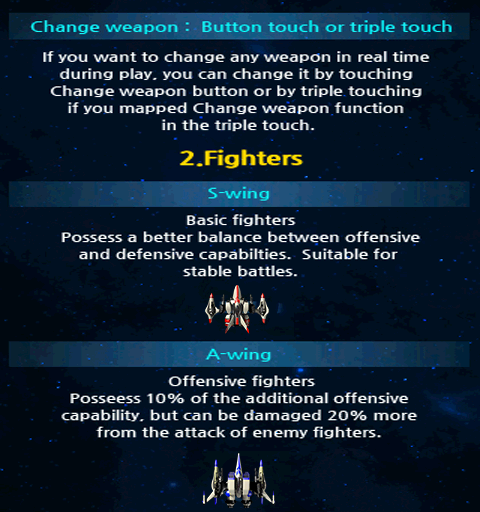 Change weapon : Button touch or triple touch
If you want to change any weapon in real time
during play, you can change it by touching
Change weapon button or by triple touching
if you mapped Change weapon function
in the triple touch.
2.Fighters
S-wing
Basic fighters
Possess a better balance between offensive
and defensive capabilties. Suitable for
stable battles.
A-wing
Offensive fighters
Posseess 10% of the additional offensive
capability, but can be damaged 20% more
from the attack of enemy fighters.